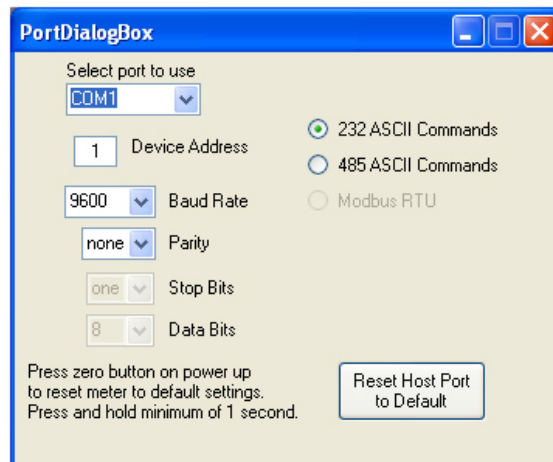 PortDialogBox
Select port to use
COM1
1 Device Address
9600 Baud Rate
none Parity
one Stop Bits
8 Data Bits
232 ASCII Commands
485 ASCII Commands
Modbus RTU
Press zero button on power up
to reset meter to default settings.
Press and hold minimum of 1 second.
Reset Host Port
to Default